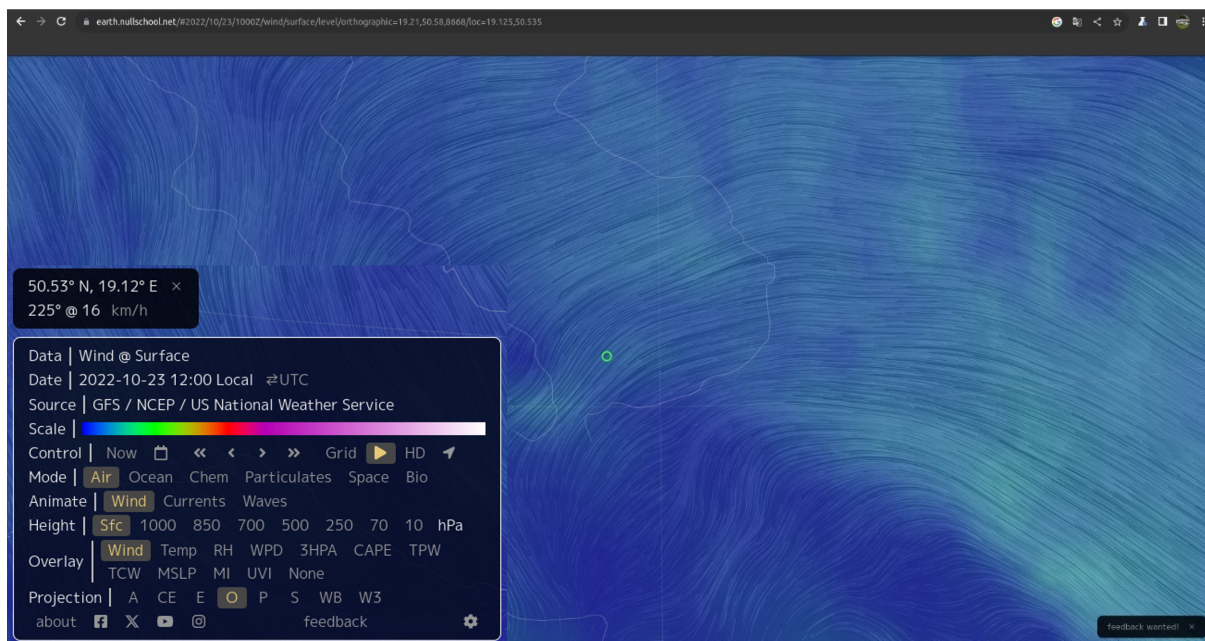 earth.nullschool.net/#2022/10/23/1000Z/wind/surface/level/orthographic=19.21,50.58,8668/loc=19.125,50.535
50.53° N, 19.12° E ×
225° @ 16 km/h
Data | Wind @ Surface
Date | 2022-10-23 12:00 Local ⇄UTC
Source | GFS / NCEP / US National Weather Service
Scale |
Control | Now « ‹ › » Grid HD
Mode | Air Ocean Chem Particulates Space Bio
Animate | Wind Currents Waves
Height | Sfc 1000 850 700 500 250 70 10 hPa
Overlay | Wind Temp RH WPD 3HPA CAPE TPW
TCW MSLP MI UVI None
Projection | A CE E O P S WB W3
about feedback
feedback wanted! ×